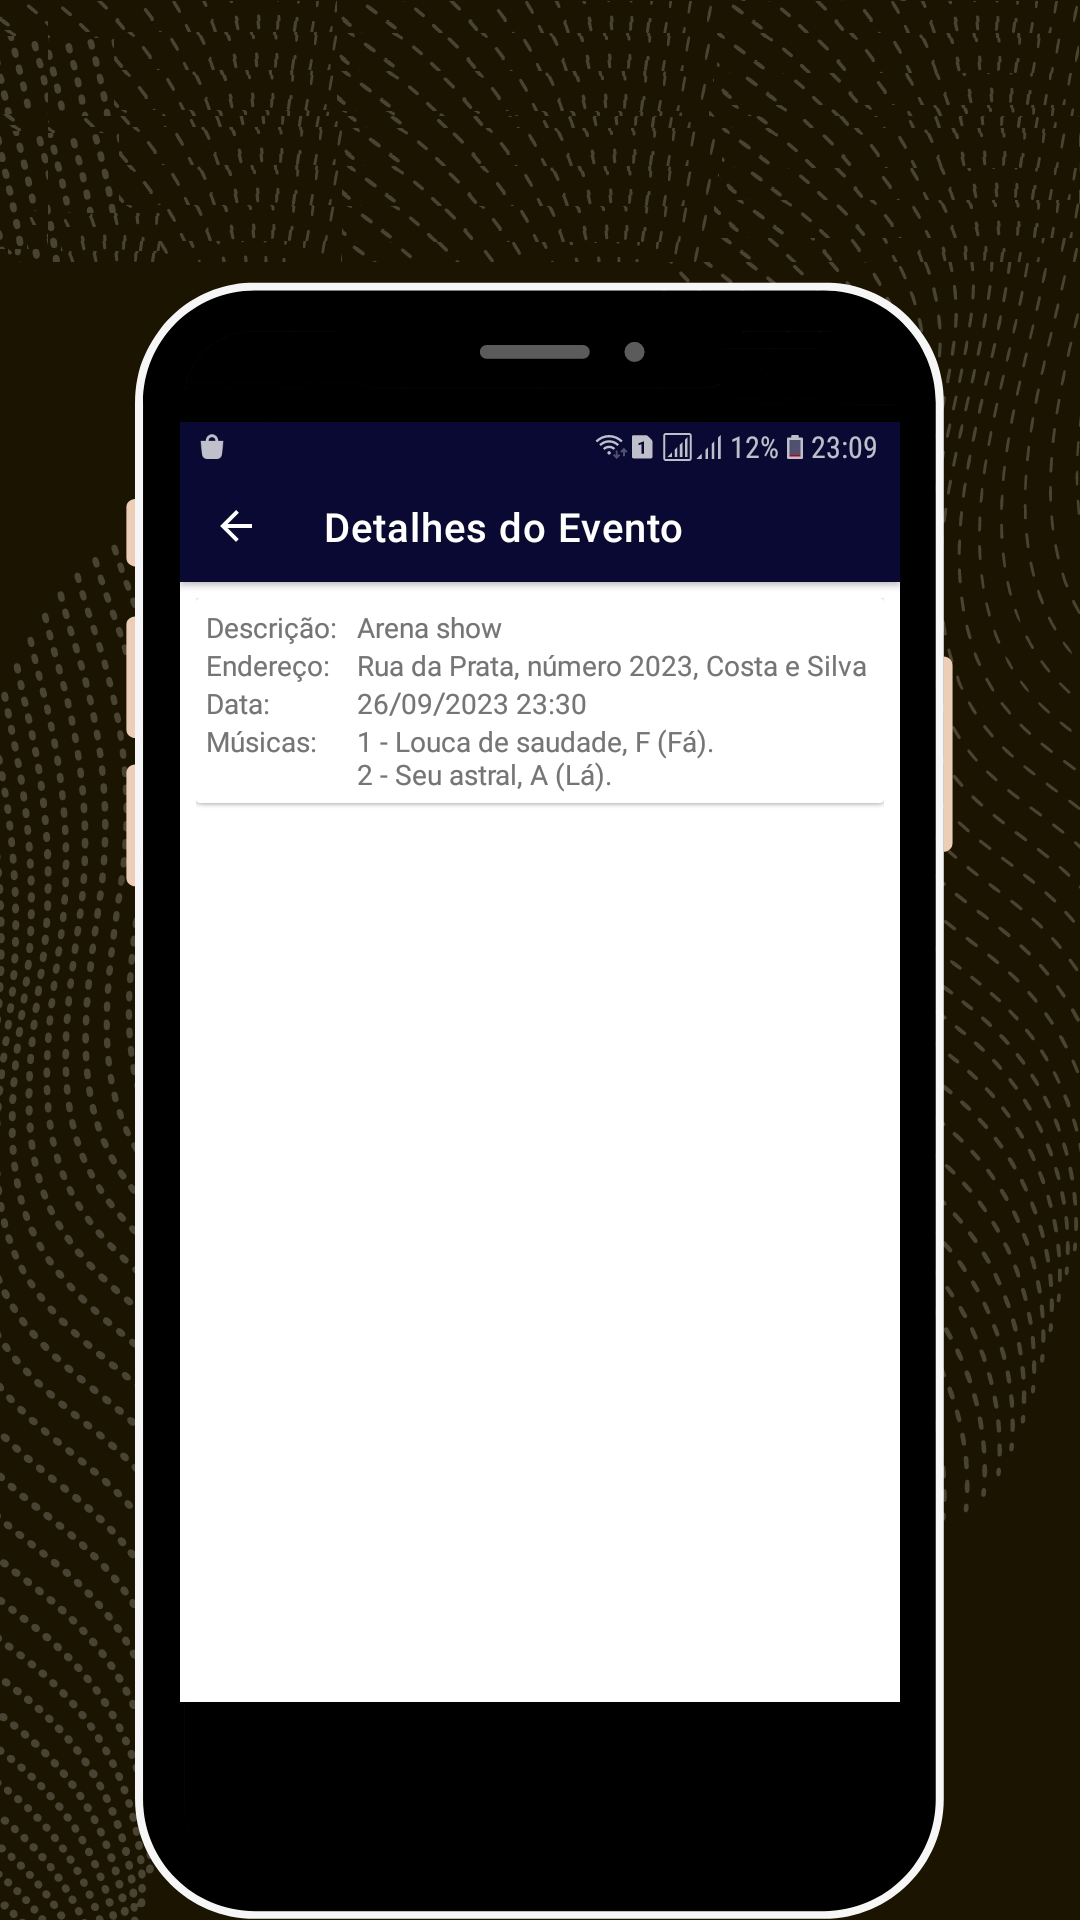 1 12% 23:09
Detalhes do Evento
Descrição: Arena show
Endereço: Rua da Prata, número 2023, Costa e Silva
Data: 26/09/2023 23:30
Músicas: 1 - Louca de saudade, F (Fá).
2 - Seu astral, A (Lá).